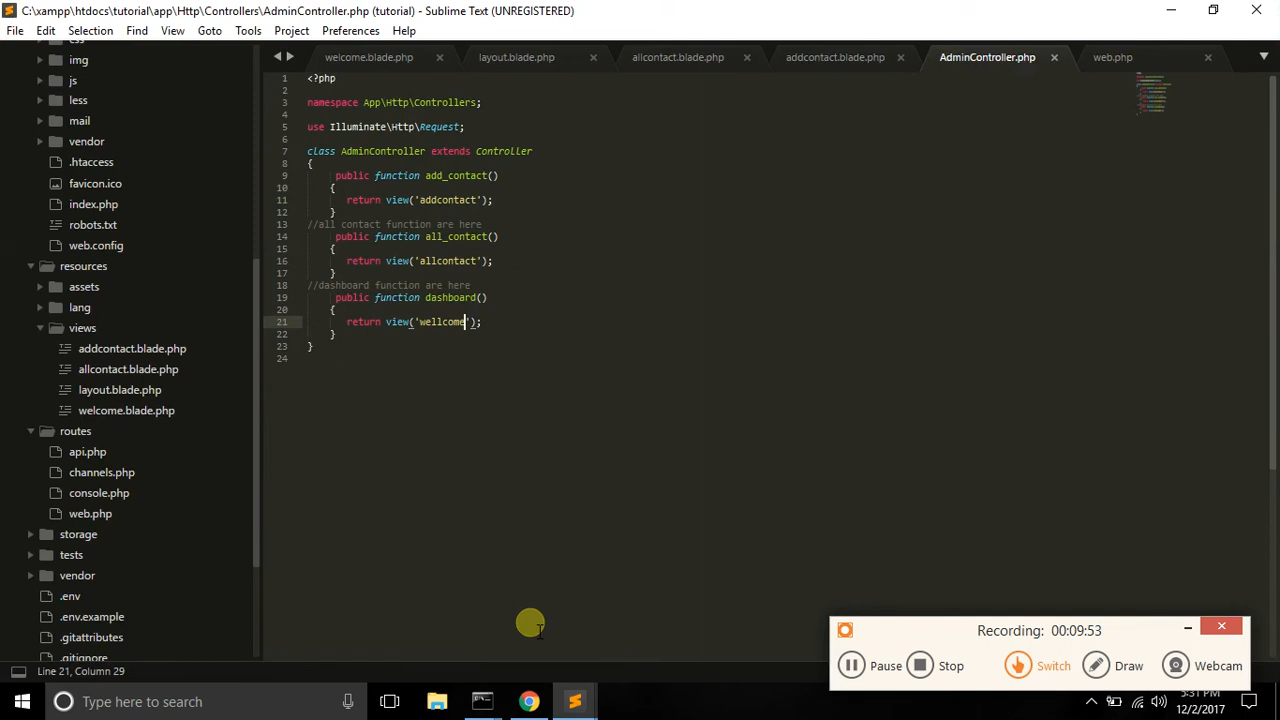 C:\xampp\htdocs\tutorial\app\Http\Controllers\AdminController.php (tutorial) - Sublime Text (UNREGISTERED)
File Edit Selection Find View Goto Tools Project Preferences Help
welcome.blade.php layout.blade.php allcontact.blade.php addcontact.blade.php AdminController.php web.php
css
img
js
less
mail
vendor
.htaccess
favicon.ico
index.php
robots.txt
web.config
resources
assets
lang
views
addcontact.blade.php
allcontact.blade.php
layout.blade.php
welcome.blade.php
routes
api.php
channels.php
console.php
web.php
storage
tests
vendor
.env
.env.example
.gitattributes
.gitignore
1 <?php
2
3 namespace App\Http\Controllers;
4
5 use Illuminate\Http\Request;
6
7 class AdminController extends Controller
8 {
9 public function add_contact()
10 {
11 return view('addcontact');
12 }
13 //all contact function are here
14 public function all_contact()
15 {
16 return view('allcontact');
17 }
18 //dashboard function are here
19 public function dashboard()
20 {
21 return view('wellcome');
22 }
23 }
24
Recording: 00:09:53
Pause Stop Switch Draw Webcam
Line 21, Column 29
Type here to search
5:31 PM
12/2/2017